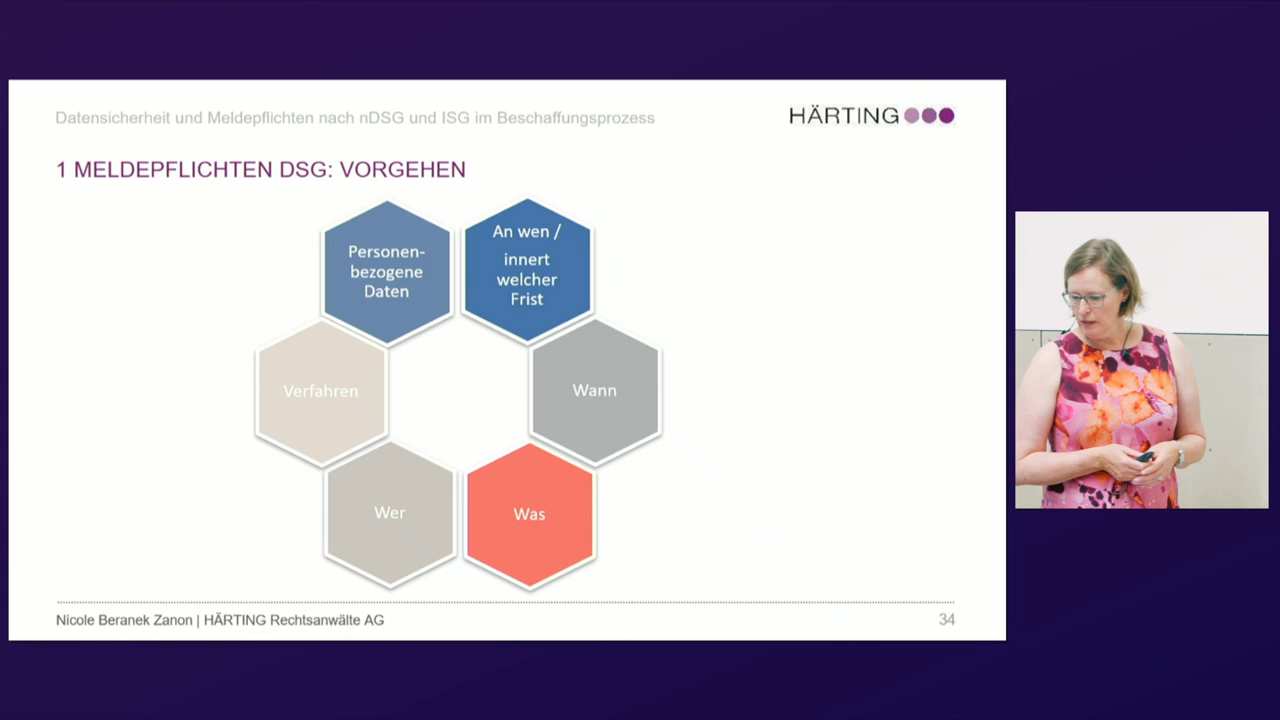 Datensicherheit und Meldepflichten nach nDSG und ISG im Beschaffungsprozess
HÄRTING
1 MELDEPFLICHTEN DSG: VORGEHEN
Personen-
bezogene
Daten
An wen /
innert
welcher
Frist
Verfahren
Wann
Wer
Was
Nicole Beranek Zanon | HÄRTING Rechtsanwälte AG
34